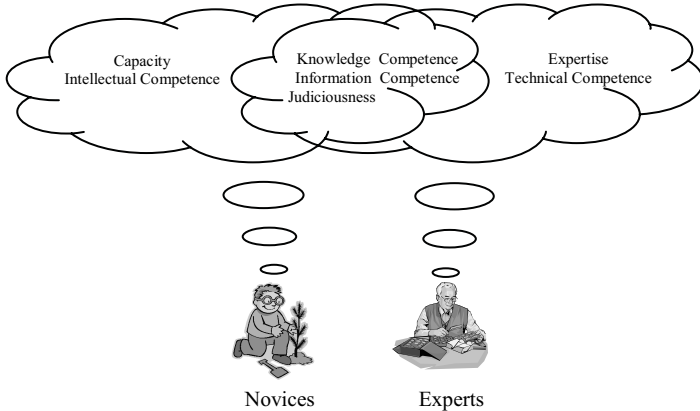 Capacity
Intellectual Competence
Knowledge Competence
Information Competence
Judiciousness
Expertise
Technical Competence
Novices
Experts